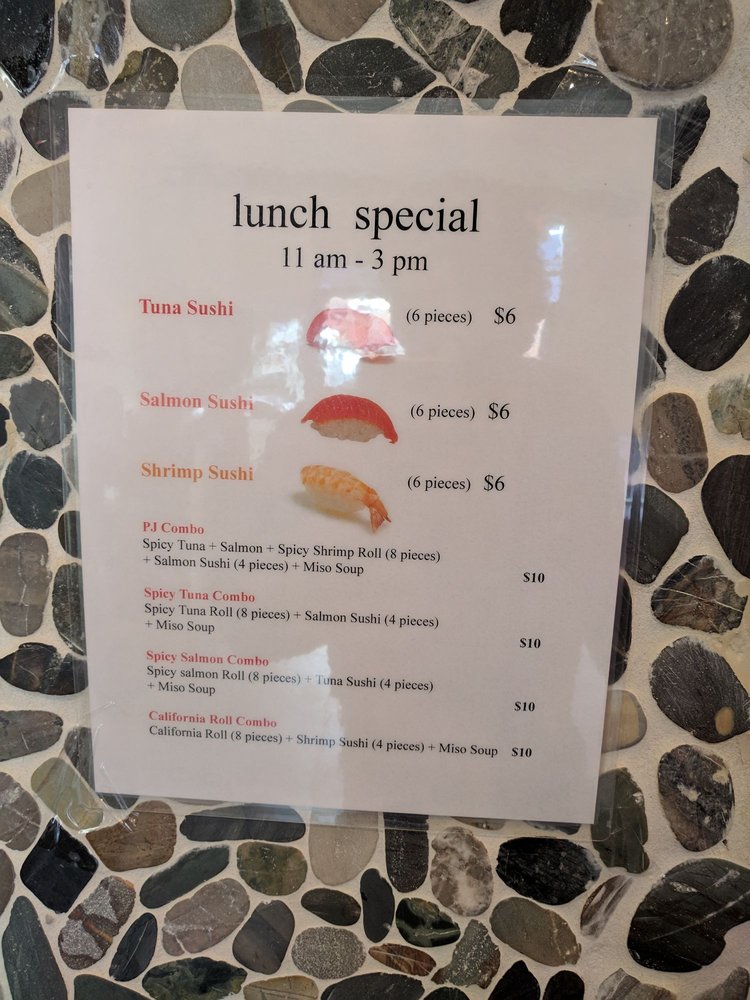 lunch special
11 am - 3 pm
Tuna Sushi (6 pieces) $6
Salmon Sushi (6 pieces) $6
Shrimp Sushi (6 pieces) $6
PJ Combo
Spicy Tuna + Salmon + Spicy Shrimp Roll (8 pieces)
+ Salmon Sushi (4 pieces) + Miso Soup
$10
Spicy Tuna Combo
Spicy Tuna Roll (8 pieces) + Salmon Sushi (4 pieces)
+ Miso Soup
$10
Spicy Salmon Combo
Spicy salmon Roll (8 pieces) + Tuna Sushi (4 pieces)
+ Miso Soup
$10
California Roll Combo
California Roll (8 pieces) + Shrimp Sushi (4 pieces) + Miso Soup $10